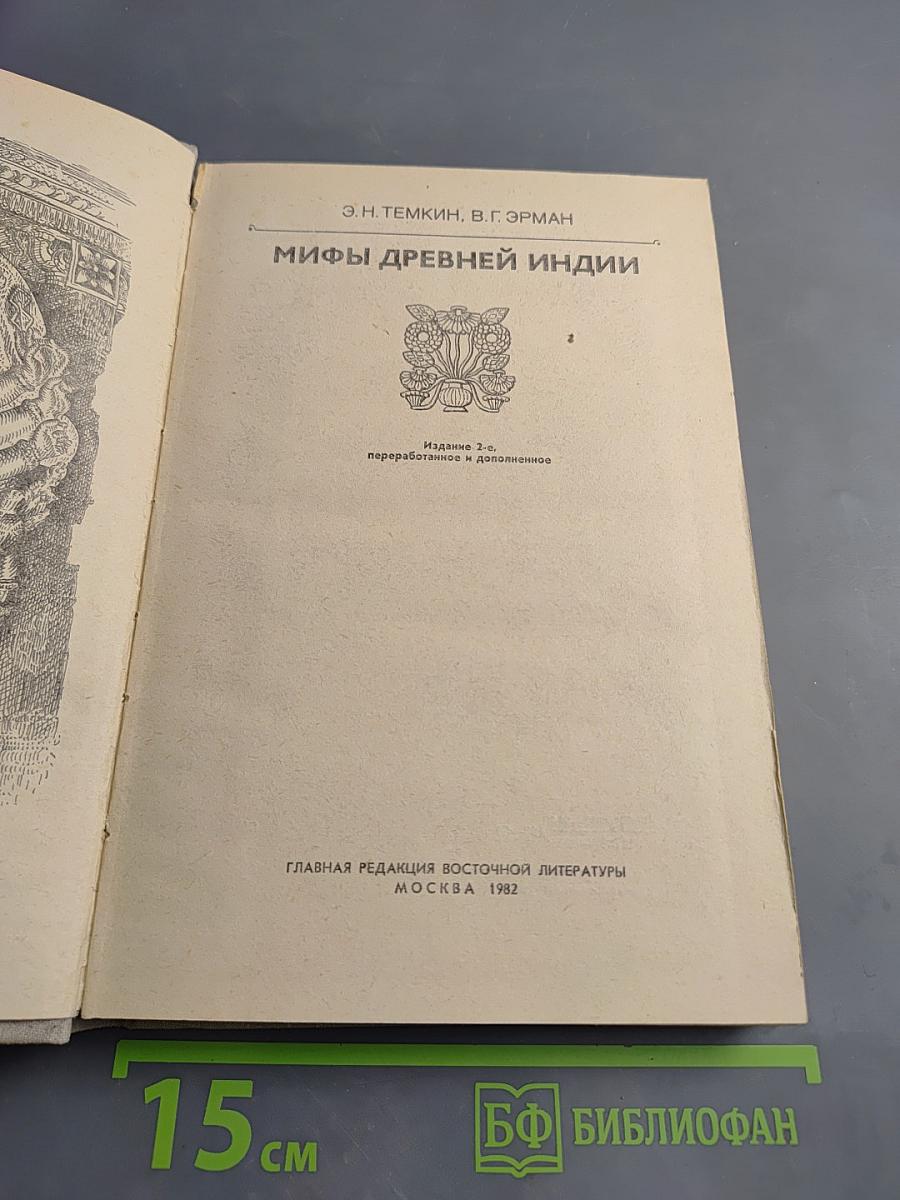 Э. Н. ТЕМКИН, В. Г. ЭРМАН
МИФЫ ДРЕВНЕЙ ИНДИИ
Издание 2-е,
переработанное и дополненное
ГЛАВНАЯ РЕДАКЦИЯ ВОСТОЧНОЙ ЛИТЕРАТУРЫ
МОСКВА 1982
15 см
БФ БИБЛИОФАН